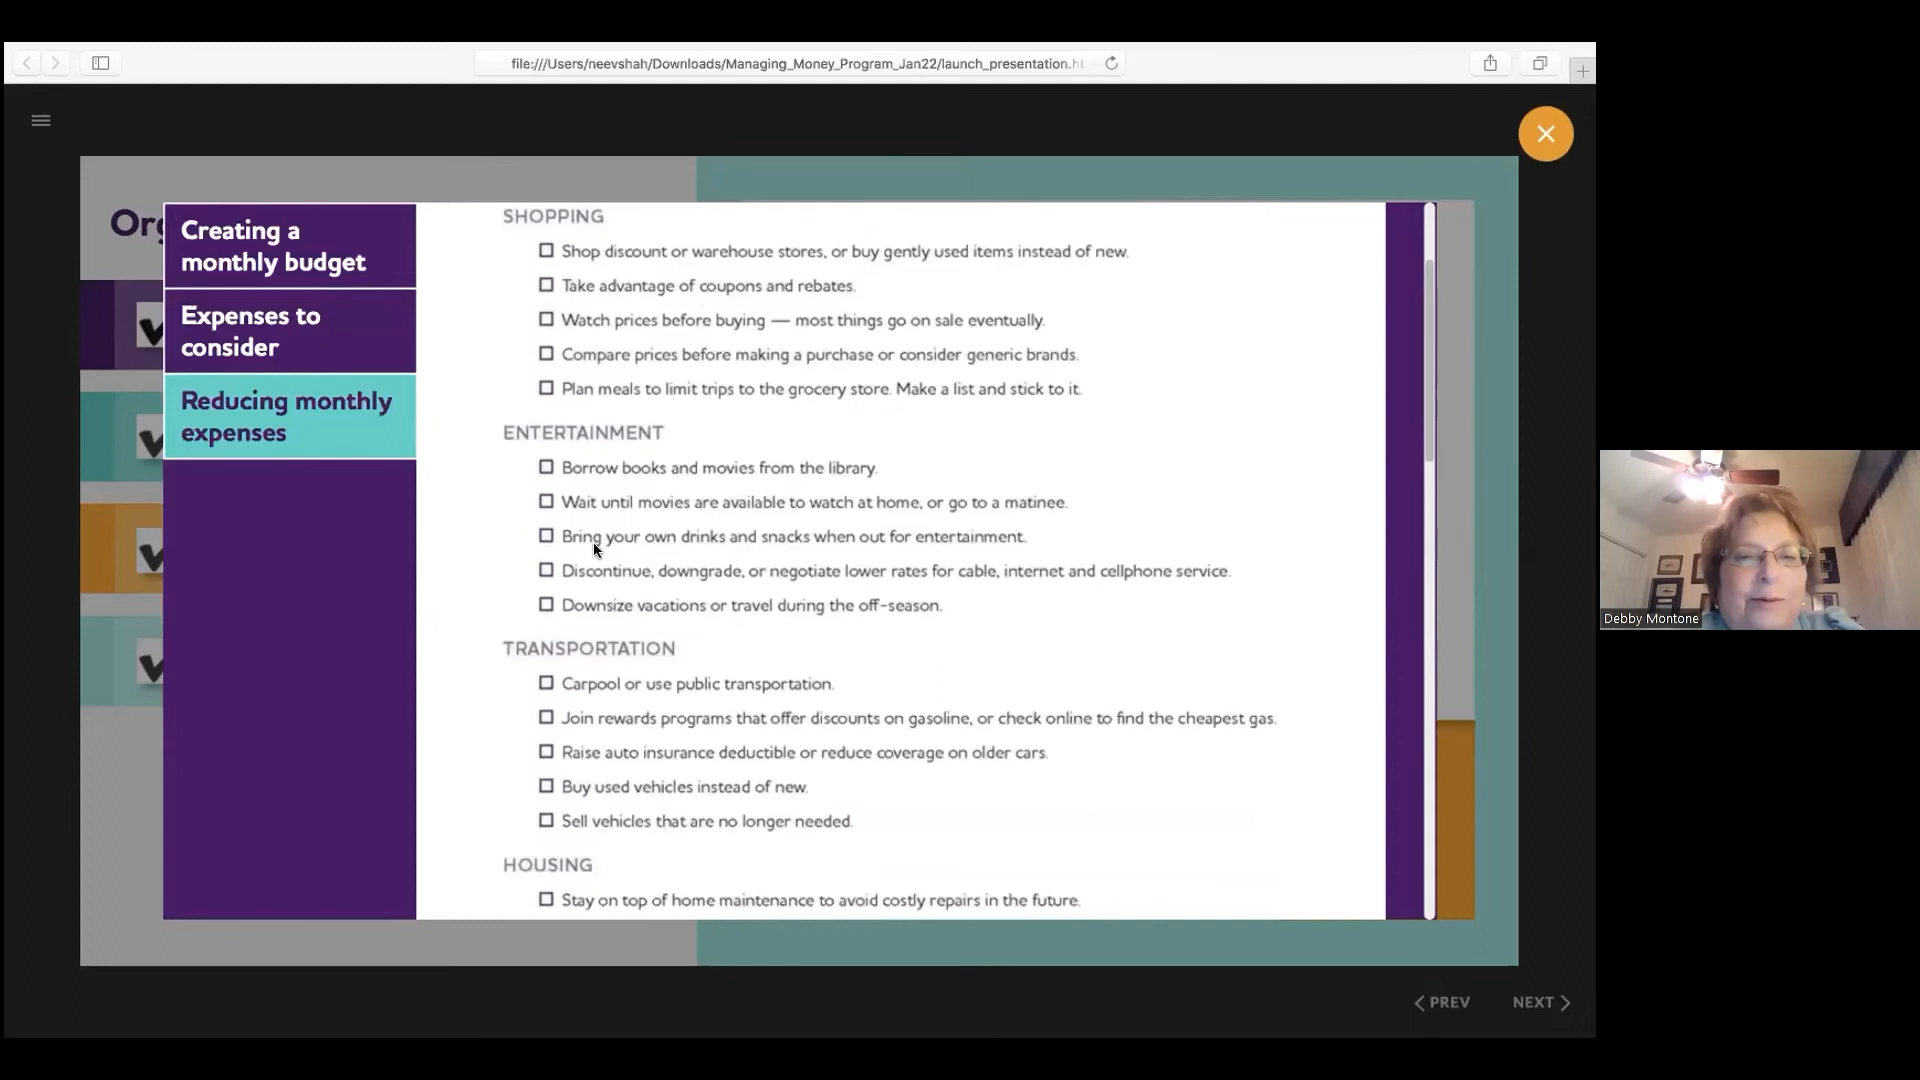 file:///Users/neevshah/Downloads/Managing_Money_Program_Jan22/launch_presentation.ht
Org
Creating a
monthly budget
Expenses to
consider
Reducing monthly
expenses
SHOPPING
Shop discount or warehouse stores, or buy gently used items instead of new.
Take advantage of coupons and rebates.
Watch prices before buying — most things go on sale eventually.
Compare prices before making a purchase or consider generic brands.
Plan meals to limit trips to the grocery store. Make a list and stick to it.
ENTERTAINMENT
Borrow books and movies from the library.
Wait until movies are available to watch at home, or go to a matinee.
Bring your own drinks and snacks when out for entertainment.
Discontinue, downgrade, or negotiate lower rates for cable, internet and cellphone service.
Downsize vacations or travel during the off-season.
TRANSPORTATION
Carpool or use public transportation.
Join rewards programs that offer discounts on gasoline, or check online to find the cheapest gas.
Raise auto insurance deductible or reduce coverage on older cars.
Buy used vehicles instead of new.
Sell vehicles that are no longer needed.
HOUSING
Stay on top of home maintenance to avoid costly repairs in the future.
PREV
NEXT
Debby Montone